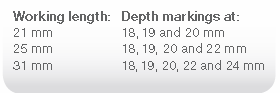 Working length: Depth markings at:
21 mm 18, 19 and 20 mm
25 mm 18, 19, 20 and 22 mm
31 mm 18, 19, 20, 22 and 24 mm